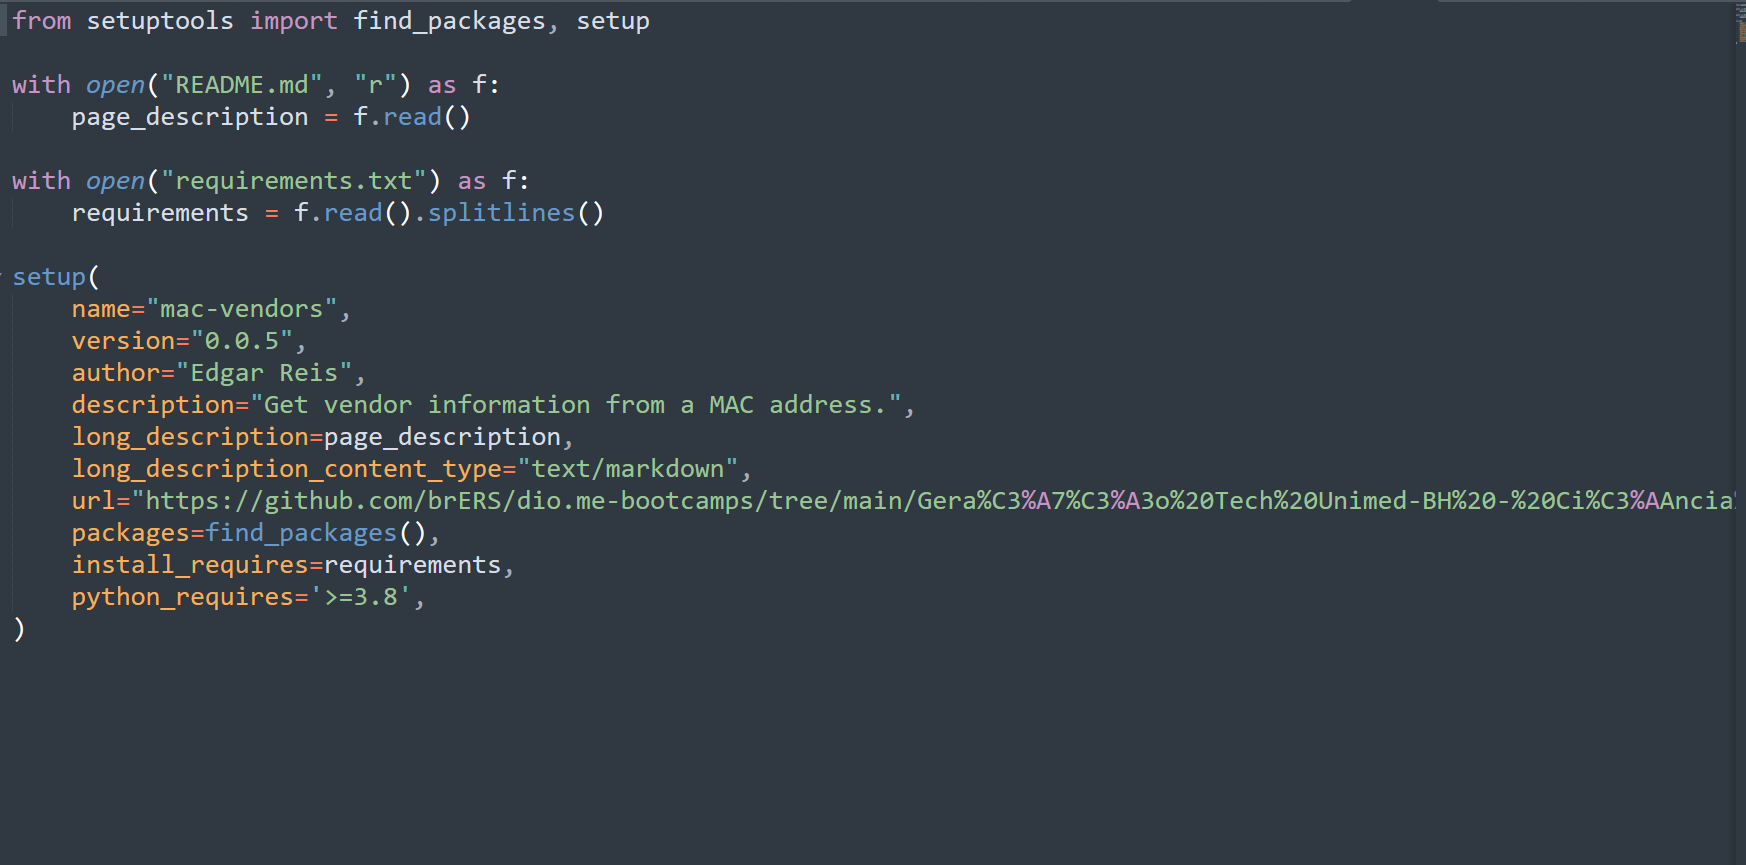 from setuptools import find_packages, setup
with open("README.md", "r") as f:
    page_description = f.read()
with open("requirements.txt") as f:
    requirements = f.read().splitlines()
setup(
    name="mac-vendors",
    version="0.0.5",
    author="Edgar Reis",
    description="Get vendor information from a MAC address.",
    long_description=page_description,
    long_description_content_type="text/markdown",
    url="https://github.com/brERS/dio.me-bootcamps/tree/main/Gera%C3%A7%C3%A3o%20Tech%20Unimed-BH%20-%20Ci%C3%AAncia
    packages=find_packages(),
    install_requires=requirements,
    python_requires='>=3.8',
)